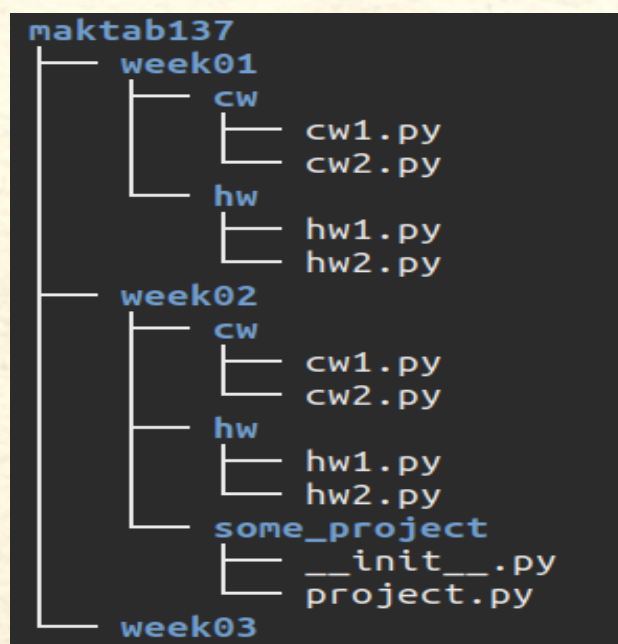 maktab137
week01
cw
cw1.py
cw2.py
hw
hw1.py
hw2.py
week02
cw
cw1.py
cw2.py
hw
hw1.py
hw2.py
some_project
__init__.py
project.py
week03